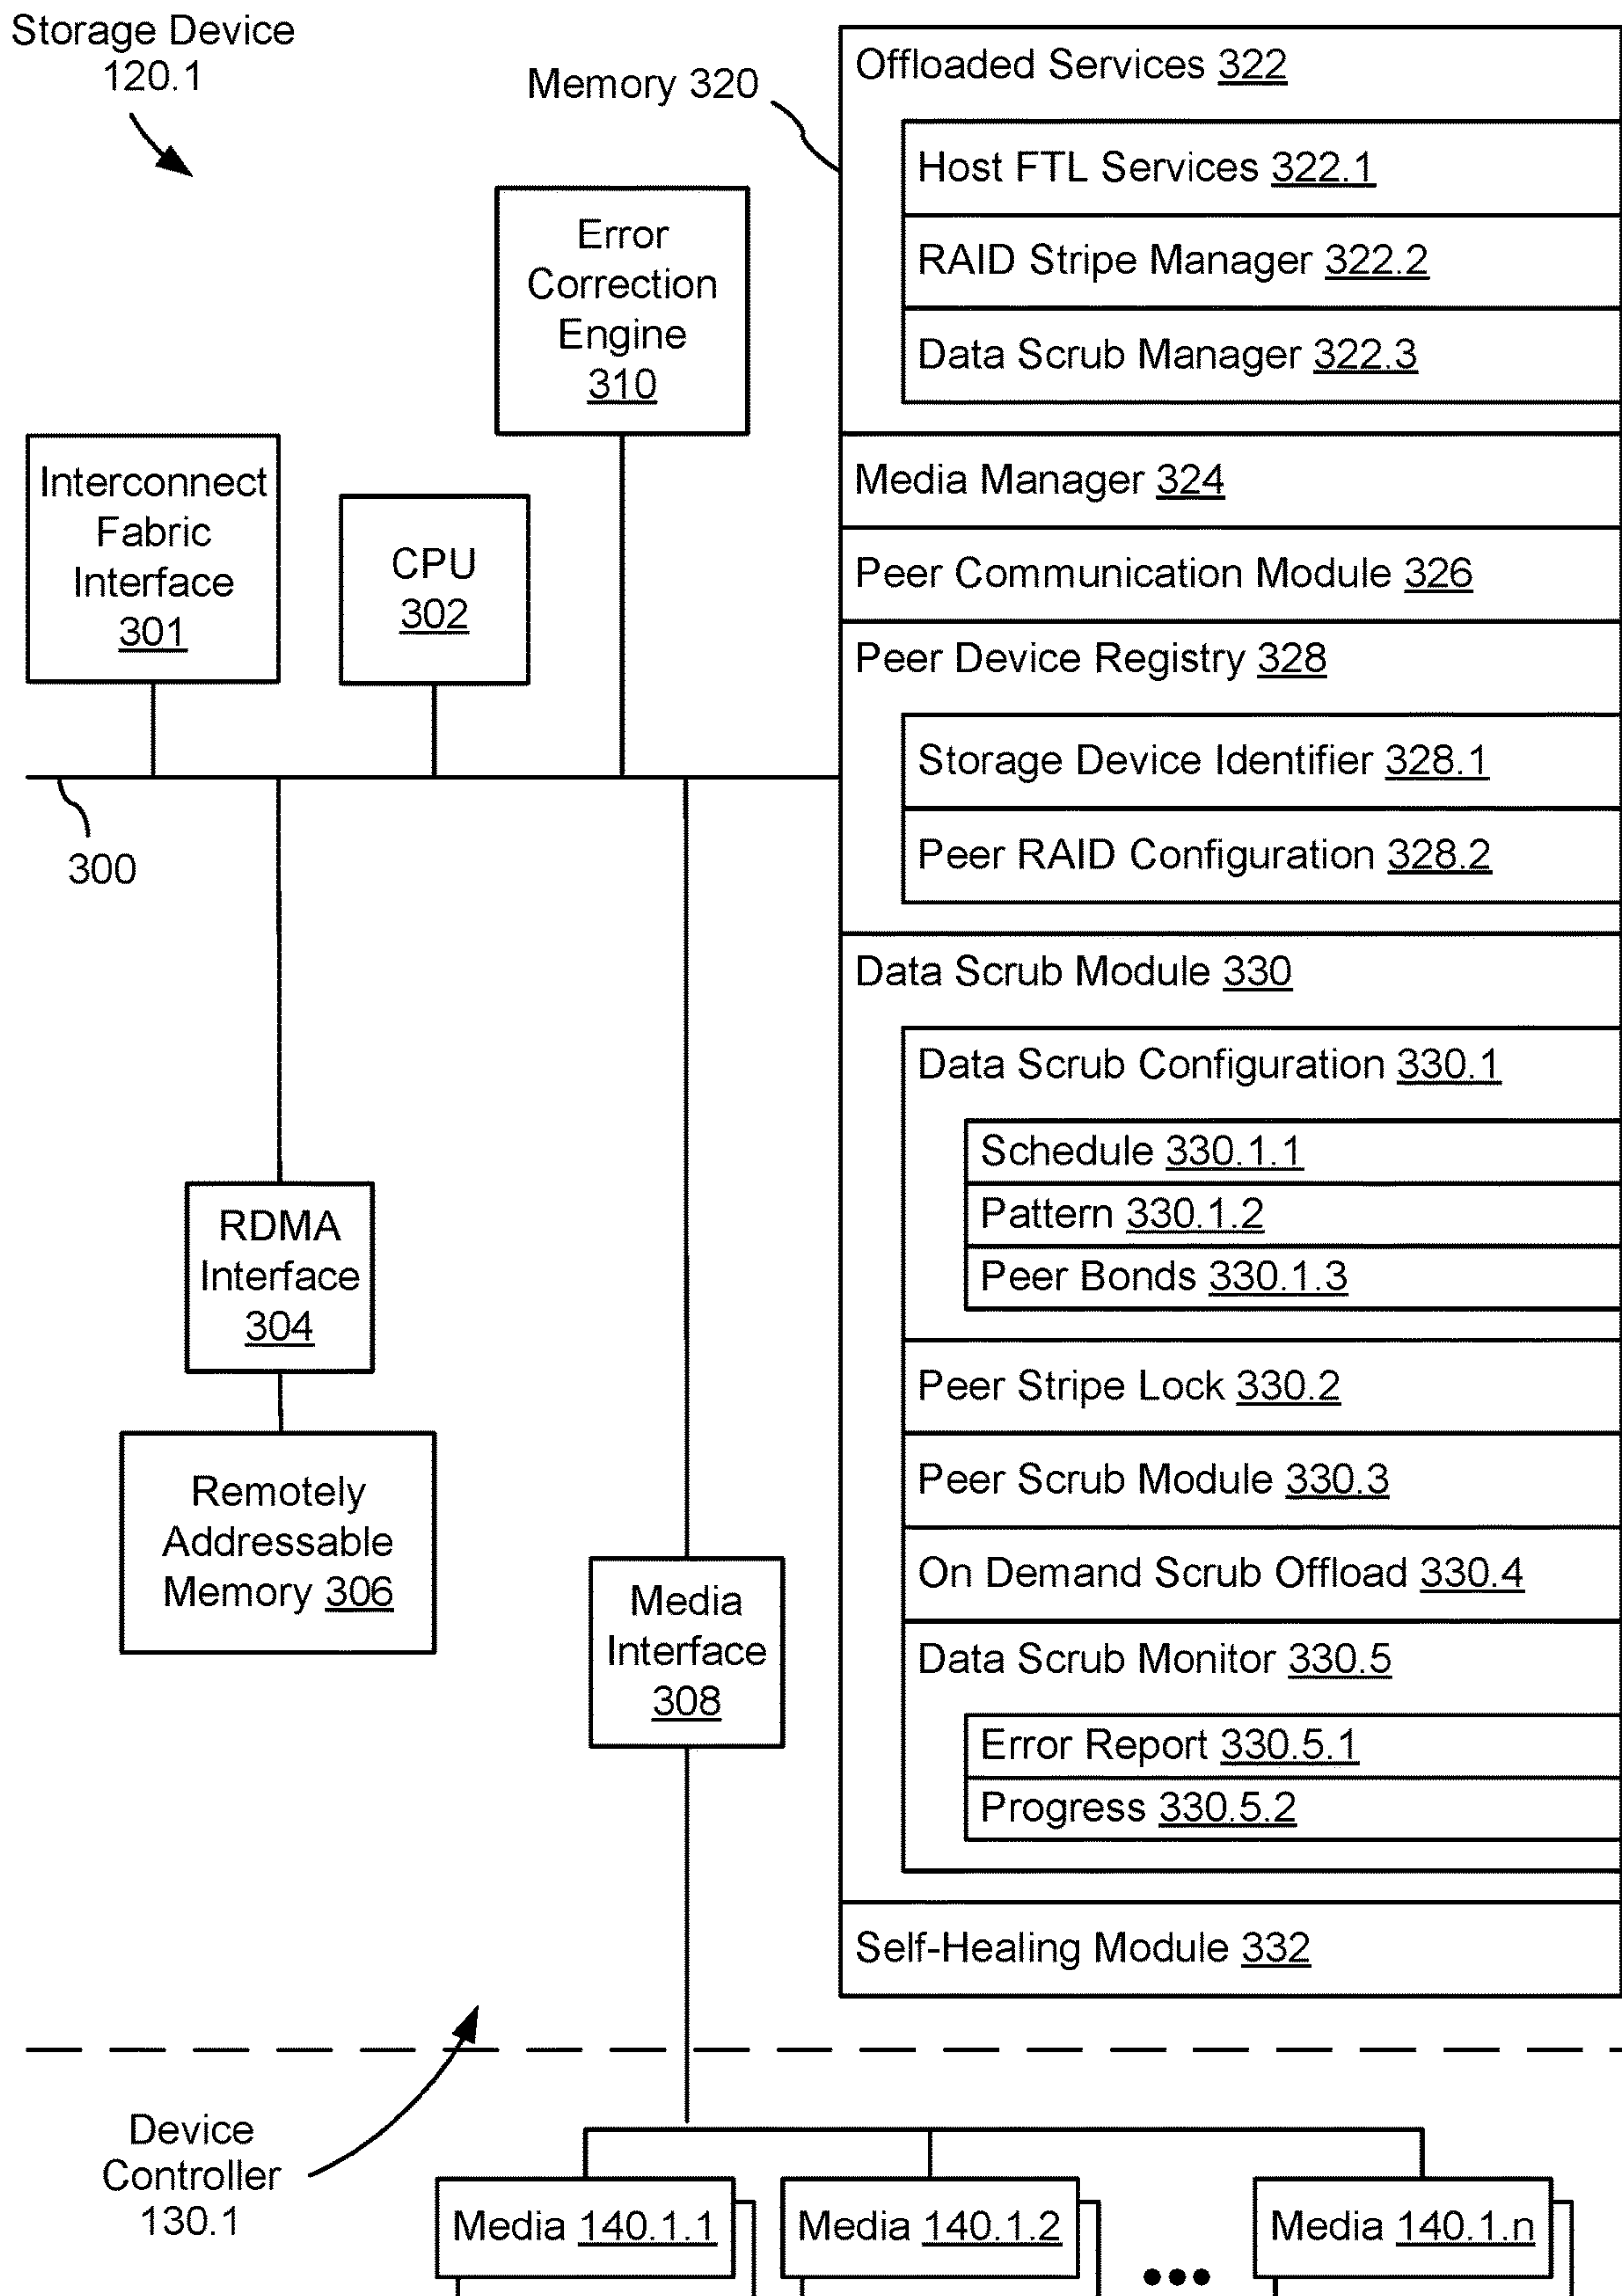 Storage Device
120.1
Memory 320
Offloaded Services 322
Host FTL Services 322.1
RAID Stripe Manager 322.2
Data Scrub Manager 322.3
Error
Correction
Engine
310
Interconnect
Fabric
Interface
301
CPU
302
Media Manager 324
Peer Communication Module 326
Peer Device Registry 328
Storage Device Identifier 328.1
Peer RAID Configuration 328.2
300
Data Scrub Module 330
Data Scrub Configuration 330.1
Schedule 330.1.1
Pattern 330.1.2
Peer Bonds 330.1.3
RDMA
Interface
304
Peer Stripe Lock 330.2
Peer Scrub Module 330.3
On Demand Scrub Offload 330.4
Data Scrub Monitor 330.5
Error Report 330.5.1
Progress 330.5.2
Remotely
Addressable
Memory 306
Media
Interface
308
Self-Healing Module 332
Device
Controller
130.1
Media 140.1.1
Media 140.1.2
•••
Media 140.1.n